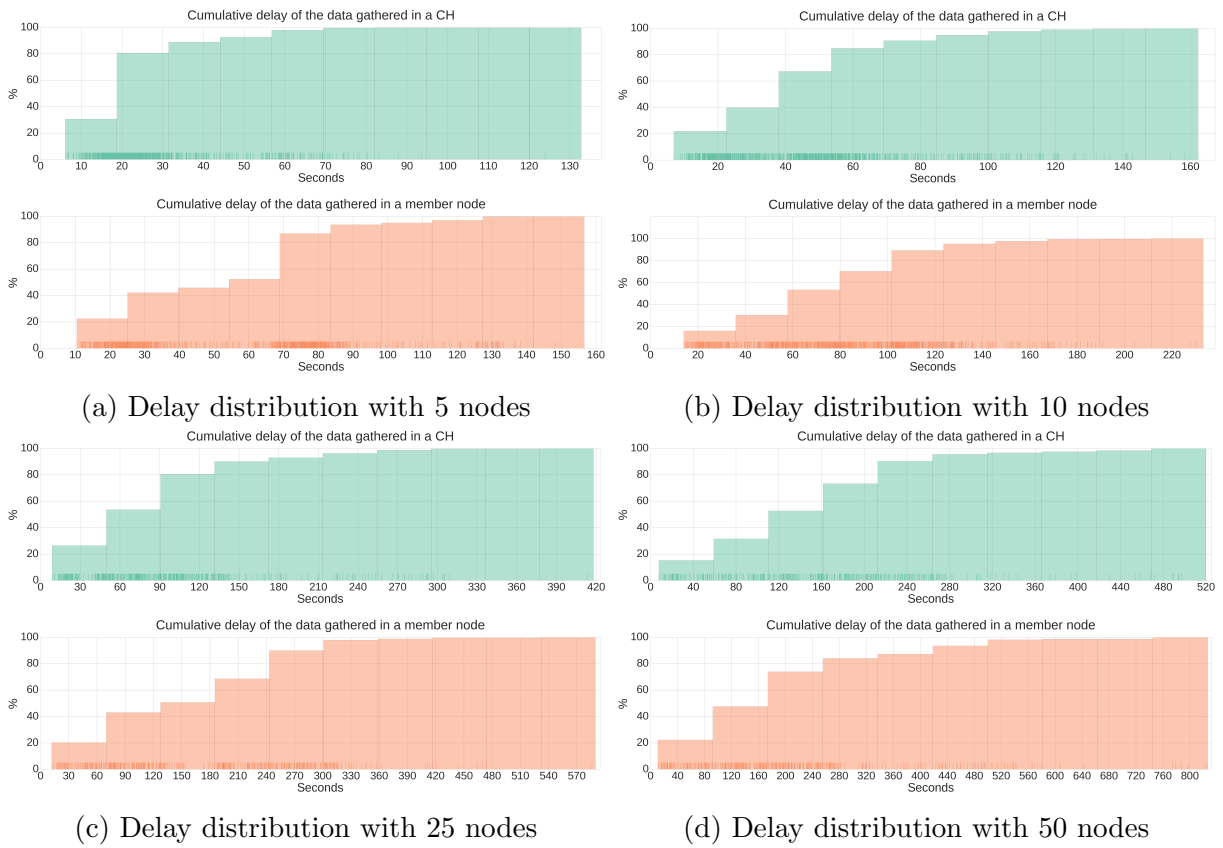 Cumulative delay of the data gathered in a CH
100
80
60
40
20
0
%
0 10 20 30 40 50 60 70 80 90 100 110 120 130
Seconds
Cumulative delay of the data gathered in a member node
100
80
60
40
20
0
%
0 10 20 30 40 50 60 70 80 90 100 110 120 130 140 150 160
Seconds
(a) Delay distribution with 5 nodes
Cumulative delay of the data gathered in a CH
100
80
60
40
20
0
%
0 20 40 60 80 100 120 140 160
Seconds
Cumulative delay of the data gathered in a member node
100
80
60
40
20
0
%
0 20 40 60 80 100 120 140 160 180 200 220
Seconds
(b) Delay distribution with 10 nodes
Cumulative delay of the data gathered in a CH
100
80
60
40
20
0
%
0 30 60 90 120 150 180 210 240 270 300 330 360 390 420
Seconds
Cumulative delay of the data gathered in a member node
100
80
60
40
20
0
%
0 30 60 90 120 150 180 210 240 270 300 330 360 390 420 450 480 510 540 570
Seconds
(c) Delay distribution with 25 nodes
Cumulative delay of the data gathered in a CH
100
80
60
40
20
0
%
0 40 80 120 160 200 240 280 320 360 400 440 480 520
Seconds
Cumulative delay of the data gathered in a member node
100
80
60
40
20
0
%
0 40 80 120 160 200 240 280 320 360 400 440 480 520 560 600 640 680 720 760 800
Seconds
(d) Delay distribution with 50 nodes